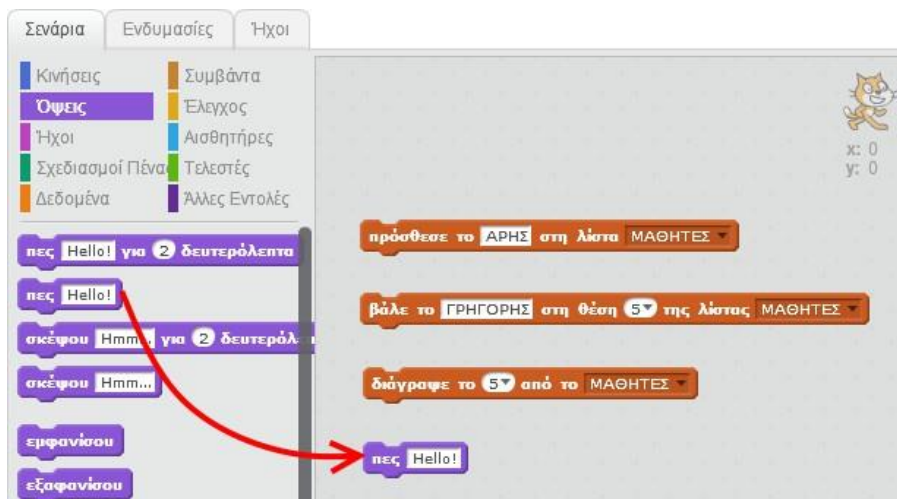 Σενάρια Ενδυμασίες Ήχοι
Κινήσεις Συμβάντα
Όψεις Έλεγχος
Ήχοι Αισθητήρες
Σχεδιασμοί Πένας Τελεστές
Δεδομένα Άλλες Εντολές
x: 0
y: 0
πες Hello! για 2 δευτερόλεπτα
πες Hello!
σκέψου Hmm... για 2 δευτερόλ
σκέψου Hmm...
εμφανίσου
εξαφανίσου
πρόσθεσε το ΑΡΗΣ στη λίστα ΜΑΘΗΤΕΣ
βάλε το ΓΡΗΓΟΡΗΣ στη θέση 5 της λίστας ΜΑΘΗΤΕΣ
διάγραψε το 5 από το ΜΑΘΗΤΕΣ
πες Hello!